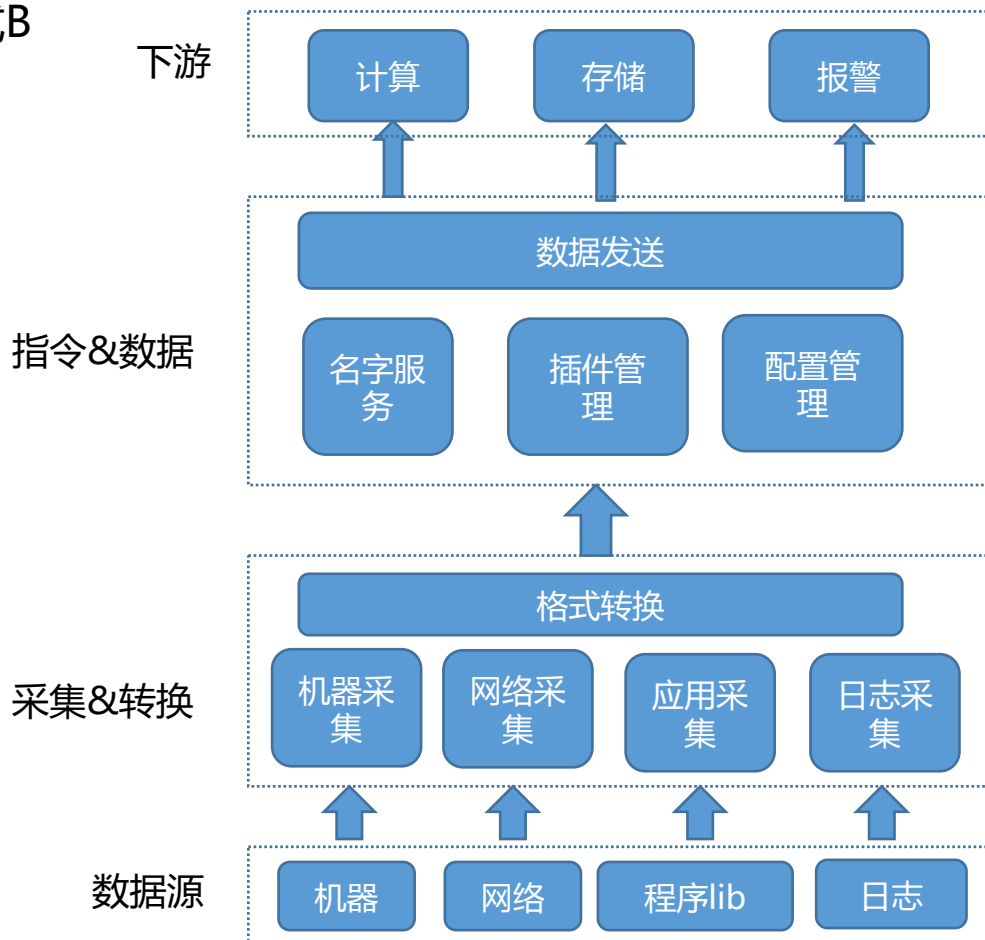 B
下游
计算
存储
报警
数据发送
指令&数据
名字服
务
插件管
理
配置管
理
格式转换
采集&转换
机器采
集
网络采
集
应用采
集
日志采
集
数据源
机器
网络
程序lib
日志